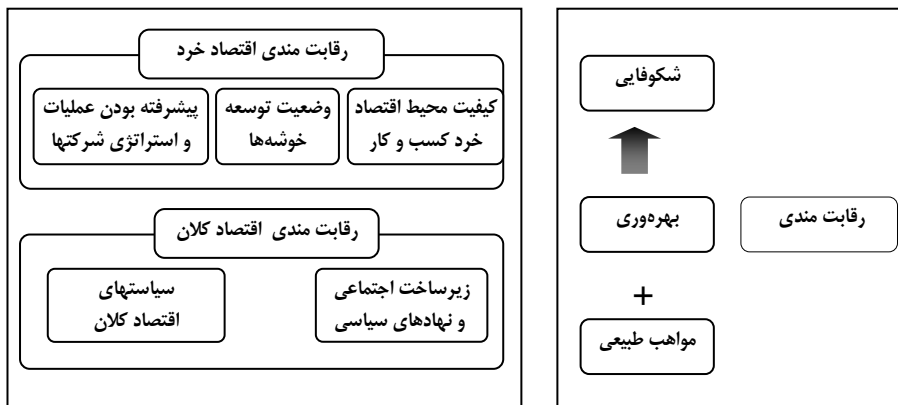 شکوفایی
بهره‌وری
رقابت مندی
+
مواهب طبیعی
رقابت مندی اقتصاد خرد
کیفیت محیط اقتصاد
خرد کسب و کار
وضعیت توسعه
خوشه‌ها
پیشرفته بودن عملیات
و استراتژی شرکتها
رقابت مندی اقتصاد کلان
زیرساخت اجتماعی
و نهادهای سیاسی
سیاستهای
اقتصاد کلان